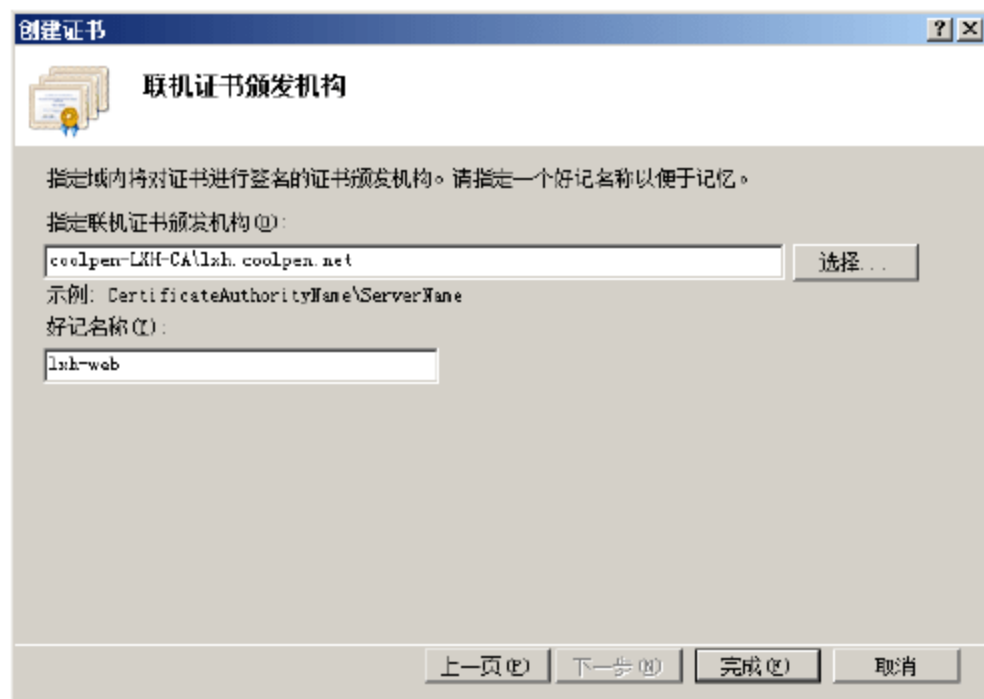 创建证书
联机证书颁发机构
指定域内将对证书进行签名的证书颁发机构。请指定一个好记名称以便于记忆。
指定联机证书颁发机构(O):
coolpen-LXH-CA\lxh.coolpen.net
选择...
示例: CertificateAuthorityName\ServerName
好记名称(Y):
lxh-web
上一页(P)
下一步(N)
完成(F)
取消